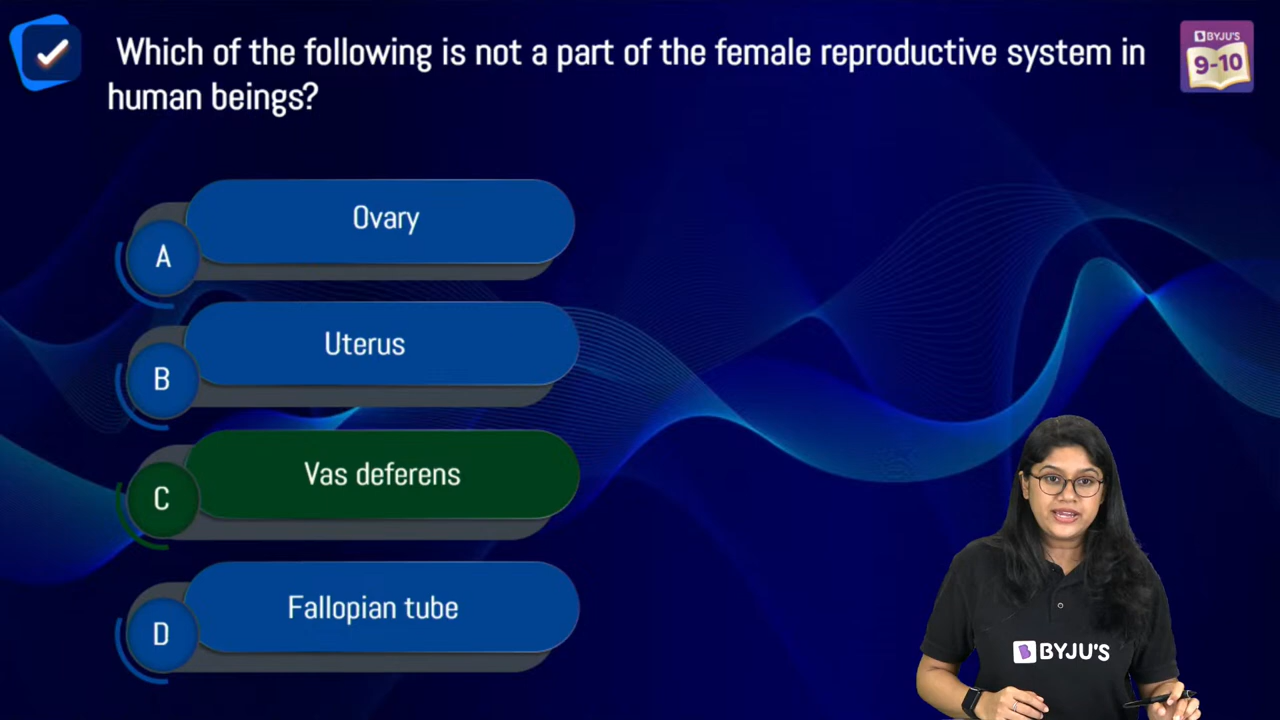 Which of the following is not a part of the female reproductive system in
human beings?
BYJU'S
9-10
A
Ovary
B
Uterus
C
Vas deferens
D
Fallopian tube
BYJU'S